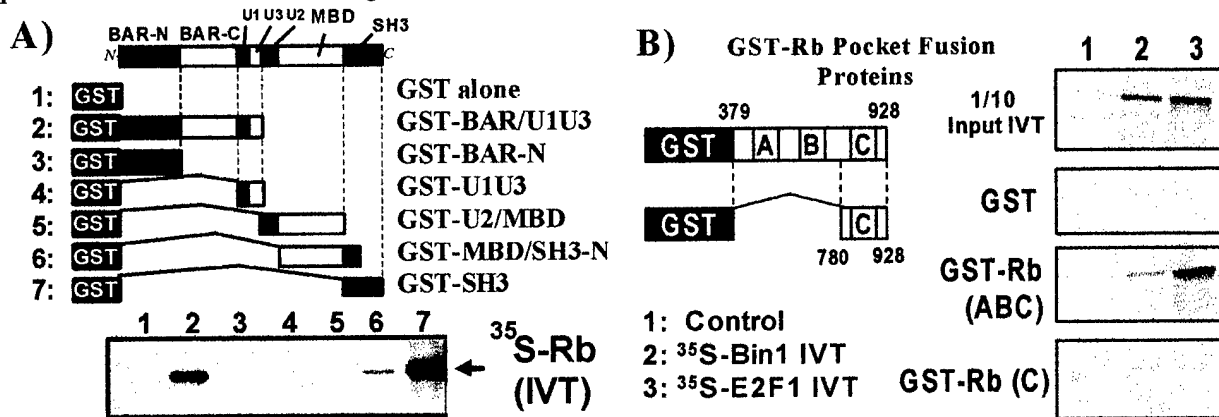 A)
BAR-N BAR-C U1 U3 U2 MBD SH3
N- C
1: GST GST alone
2: GST GST-BAR/U1U3
3: GST GST-BAR-N
4: GST GST-U1U3
5: GST GST-U2/MBD
6: GST GST-MBD/SH3-N
7: GST GST-SH3
1 2 3 4 5 6 7
35S-Rb
(IVT)
B)
GST-Rb Pocket Fusion
Proteins
379 928
GST A B C
GST C
780 928
1: Control
2: 35S-Bin1 IVT
3: 35S-E2F1 IVT
1 2 3
1/10
Input IVT
GST
GST-Rb
(ABC)
GST-Rb (C)